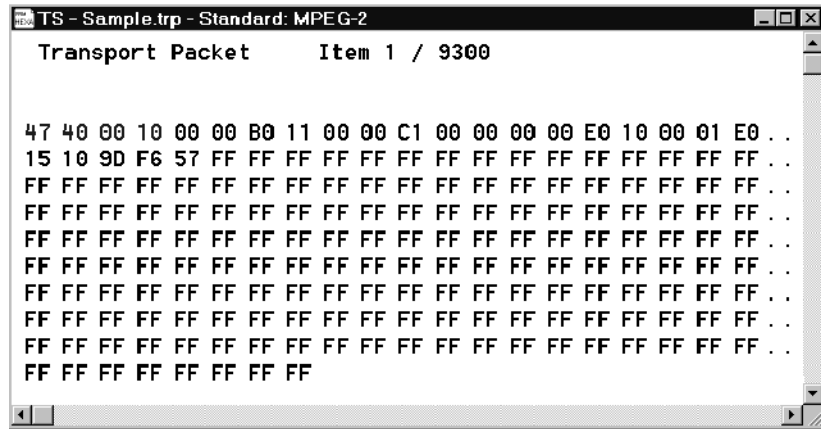 TS - Sample.trp - Standard: MPEG-2
Transport Packet Item 1 / 9300
47 40 00 10 00 00 B0 11 00 00 C1 00 00 00 00 E0 10 00 01 E0 . .
15 10 9D F6 57 FF FF FF FF FF FF FF FF FF FF FF FF FF FF FF . .
FF FF FF FF FF FF FF FF FF FF FF FF FF FF FF FF FF FF FF FF . .
FF FF FF FF FF FF FF FF FF FF FF FF FF FF FF FF FF FF FF FF . .
FF FF FF FF FF FF FF FF FF FF FF FF FF FF FF FF FF FF FF FF . .
FF FF FF FF FF FF FF FF FF FF FF FF FF FF FF FF FF FF FF FF . .
FF FF FF FF FF FF FF FF FF FF FF FF FF FF FF FF FF FF FF FF . .
FF FF FF FF FF FF FF FF FF FF FF FF FF FF FF FF FF FF FF FF . .
FF FF FF FF FF FF FF FF FF FF FF FF FF FF FF FF FF FF FF FF . .
FF FF FF FF FF FF FF FF